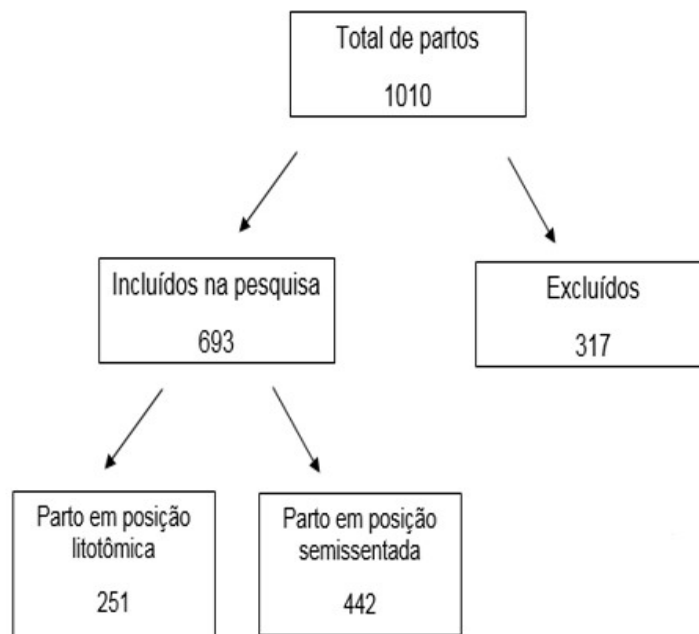 Total de partos
1010
Incluídos na pesquisa
693
Excluídos
317
Parto em posição
litotômica
251
Parto em posição
semissentada
442